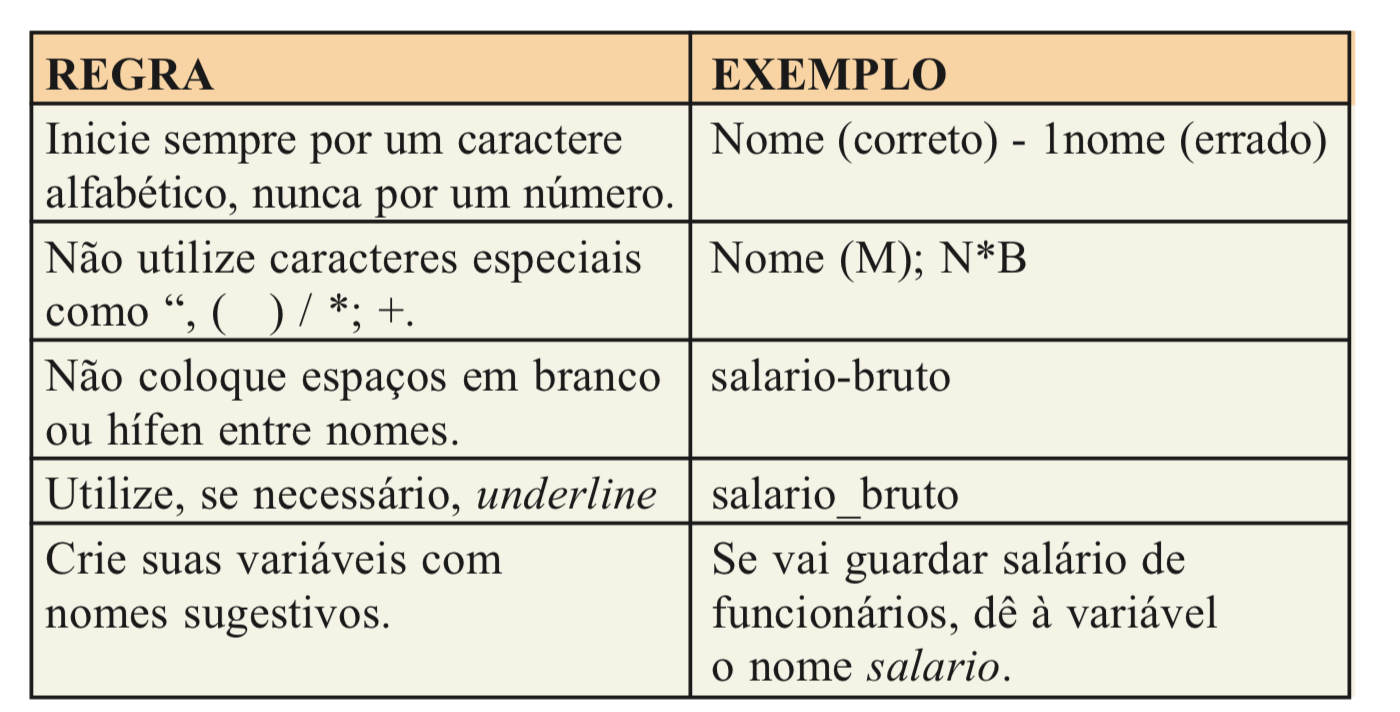 REGRA
EXEMPLO
Inicie sempre por um caractere
alfabético, nunca por um número.
Nome (correto) - 1nome (errado)
Não utilize caracteres especiais
como “, (   ) / *; +.
Nome (M); N*B
Não coloque espaços em branco
ou hífen entre nomes.
salario-bruto
Utilize, se necessário, underline
salario_bruto
Crie suas variáveis com
nomes sugestivos.
Se vai guardar salário de
funcionários, dê à variável
o nome salario.